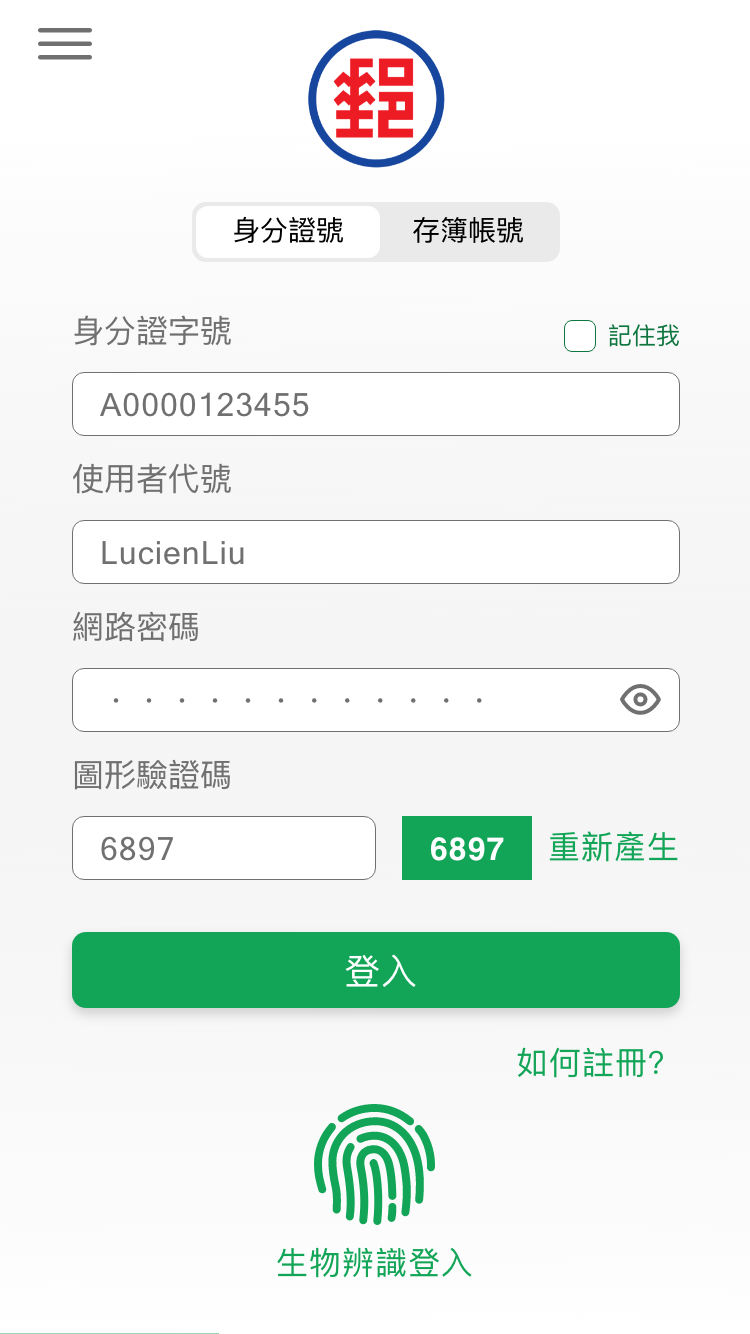 郵
身分證號 存簿帳號
身分證字號 記住我
A0000123455
使用者代號
LucienLiu
網路密碼
············
圖形驗證碼
6897 6897 重新產生
登入
如何註冊?
生物辨識登入